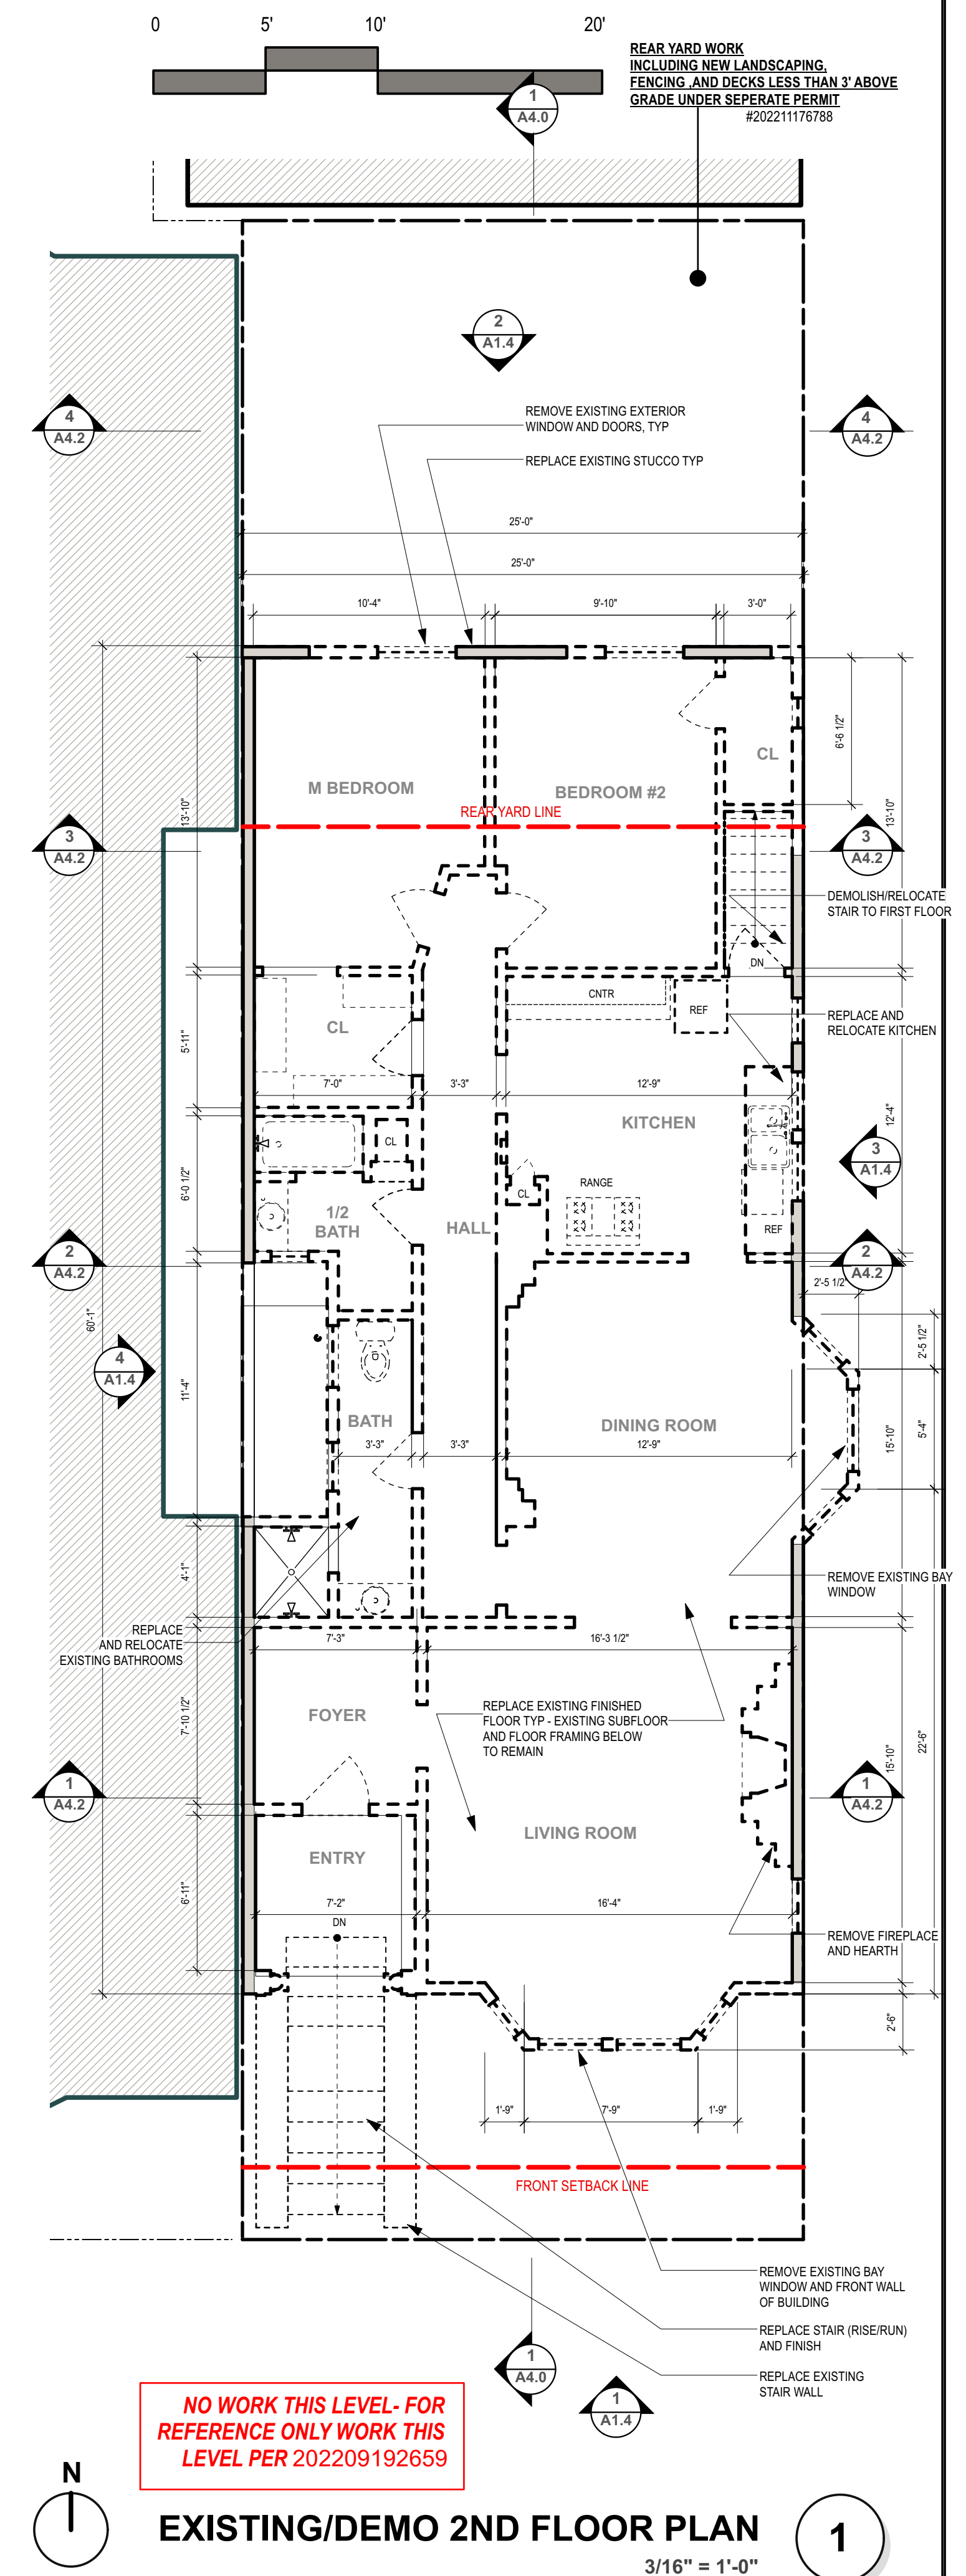 0 5' 10' 20'
REAR YARD WORK
INCLUDING NEW LANDSCAPING,
FENCING ,AND DECKS LESS THAN 3' ABOVE
GRADE UNDER SEPERATE PERMIT
#202211176788
1
A4.0
2
A1.4
4
A4.2
4
A4.2
REMOVE EXISTING EXTERIOR
WINDOW AND DOORS, TYP
REPLACE EXISTING STUCCO TYP
25'-0"
25'-0"
10'-4" 9'-10" 3'-0"
6'-6 1/2"
CL
M BEDROOM
BEDROOM #2
REAR YARD LINE
13'-10"
13'-10"
3
A4.2
3
A4.2
DEMOLISH/RELOCATE
STAIR TO FIRST FLOOR
DN
CNTR
REF
REPLACE AND
RELOCATE KITCHEN
CL
5'-11"
7'-0" 3'-3" 12'-9"
KITCHEN
12'-4"
CL
3
A1.4
6'-0 1/2"
RANGE
CL
1/2
BATH
HALL
REF
2
A4.2
2
A4.2
2'-5 1/2"
60'-1"
2'-5 1/2"
4
A1.4
11'-4"
BATH
DINING ROOM
15'-10"
5'-4"
3'-3" 3'-3" 12'-9"
4'-1"
REMOVE EXISTING BAY
WINDOW
REPLACE
AND RELOCATE
EXISTING BATHROOMS
7'-3" 16'-3 1/2"
7'-10 1/2"
FOYER
REPLACE EXISTING FINISHED
FLOOR TYP - EXISTING SUBFLOOR
AND FLOOR FRAMING BELOW
TO REMAIN
22'-6"
15'-10"
1
A4.2
1
A4.2
LIVING ROOM
ENTRY
6'-11"
7'-2" 16'-4"
DN
REMOVE FIREPLACE
AND HEARTH
2'-6"
1'-9" 7'-9" 1'-9"
FRONT SETBACK LINE
REMOVE EXISTING BAY
WINDOW AND FRONT WALL
OF BUILDING
REPLACE STAIR (RISE/RUN)
AND FINISH
REPLACE EXISTING
STAIR WALL
1
A4.0
1
A1.4
NO WORK THIS LEVEL- FOR
REFERENCE ONLY WORK THIS
LEVEL PER 202209192659
N
EXISTING/DEMO 2ND FLOOR PLAN
1
3/16" = 1'-0"